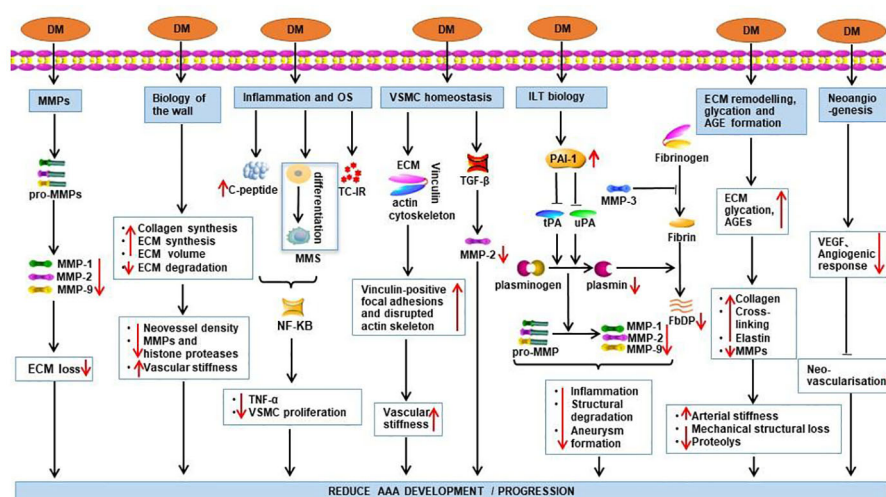 DM
DM
DM
DM
DM
DM
DM
MMPs
pro-MMPs
MMP-1
MMP-2
MMP-9
ECM loss
Biology of
the wall
• Collagen synthesis
• ECM synthesis
• ECM volume
• ECM degradation
• Neovessel density
• MMPs and
histone proteases
• Vascular stiffness
Inflammation and OS
C-peptide
differentiation
MMS
TC-IR
NF-KB
• TNF-α
• VSMC proliferation
VSMC homeostasis
ECM
Vinculin
actin
cytoskeleton
TGF-β
MMP-2
Vinculin-positive
focal adhesions
and disrupted
actin skeleton
Vascular
stiffness
ILT biology
PAI-1
Fibrinogen
MMP-3
tPA
uPA
Fibrin
plasminogen
plasmin
FbDP
pro-MMP
MMP-1
MMP-2
MMP-9
• Inflammation
• Structural
degradation
• Aneurysm
formation
ECM remodelling,
glycation and
AGE formation
ECM
glycation,
AGEs
• Collagen
• Cross-
linking
• Elastin
• MMPs
• Arterial stiffness
• Mechanical structural loss
• Proteolys
Neoangio
-genesis
VEGF、
Angiogenic
response
Neo-
vascularisation
REDUCE AAA DEVELOPMENT / PROGRESSION